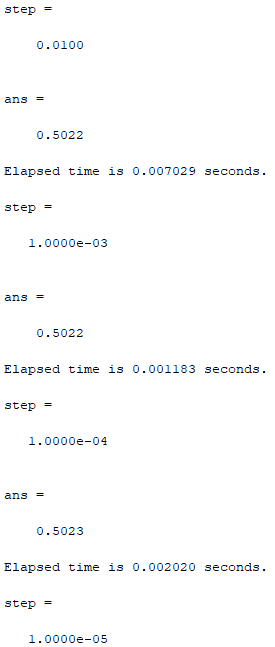 step =
0.0100
ans =
0.5022
Elapsed time is 0.007029 seconds.
step =
1.0000e-03
ans =
0.5022
Elapsed time is 0.001183 seconds.
step =
1.0000e-04
ans =
0.5023
Elapsed time is 0.002020 seconds.
step =
1.0000e-05